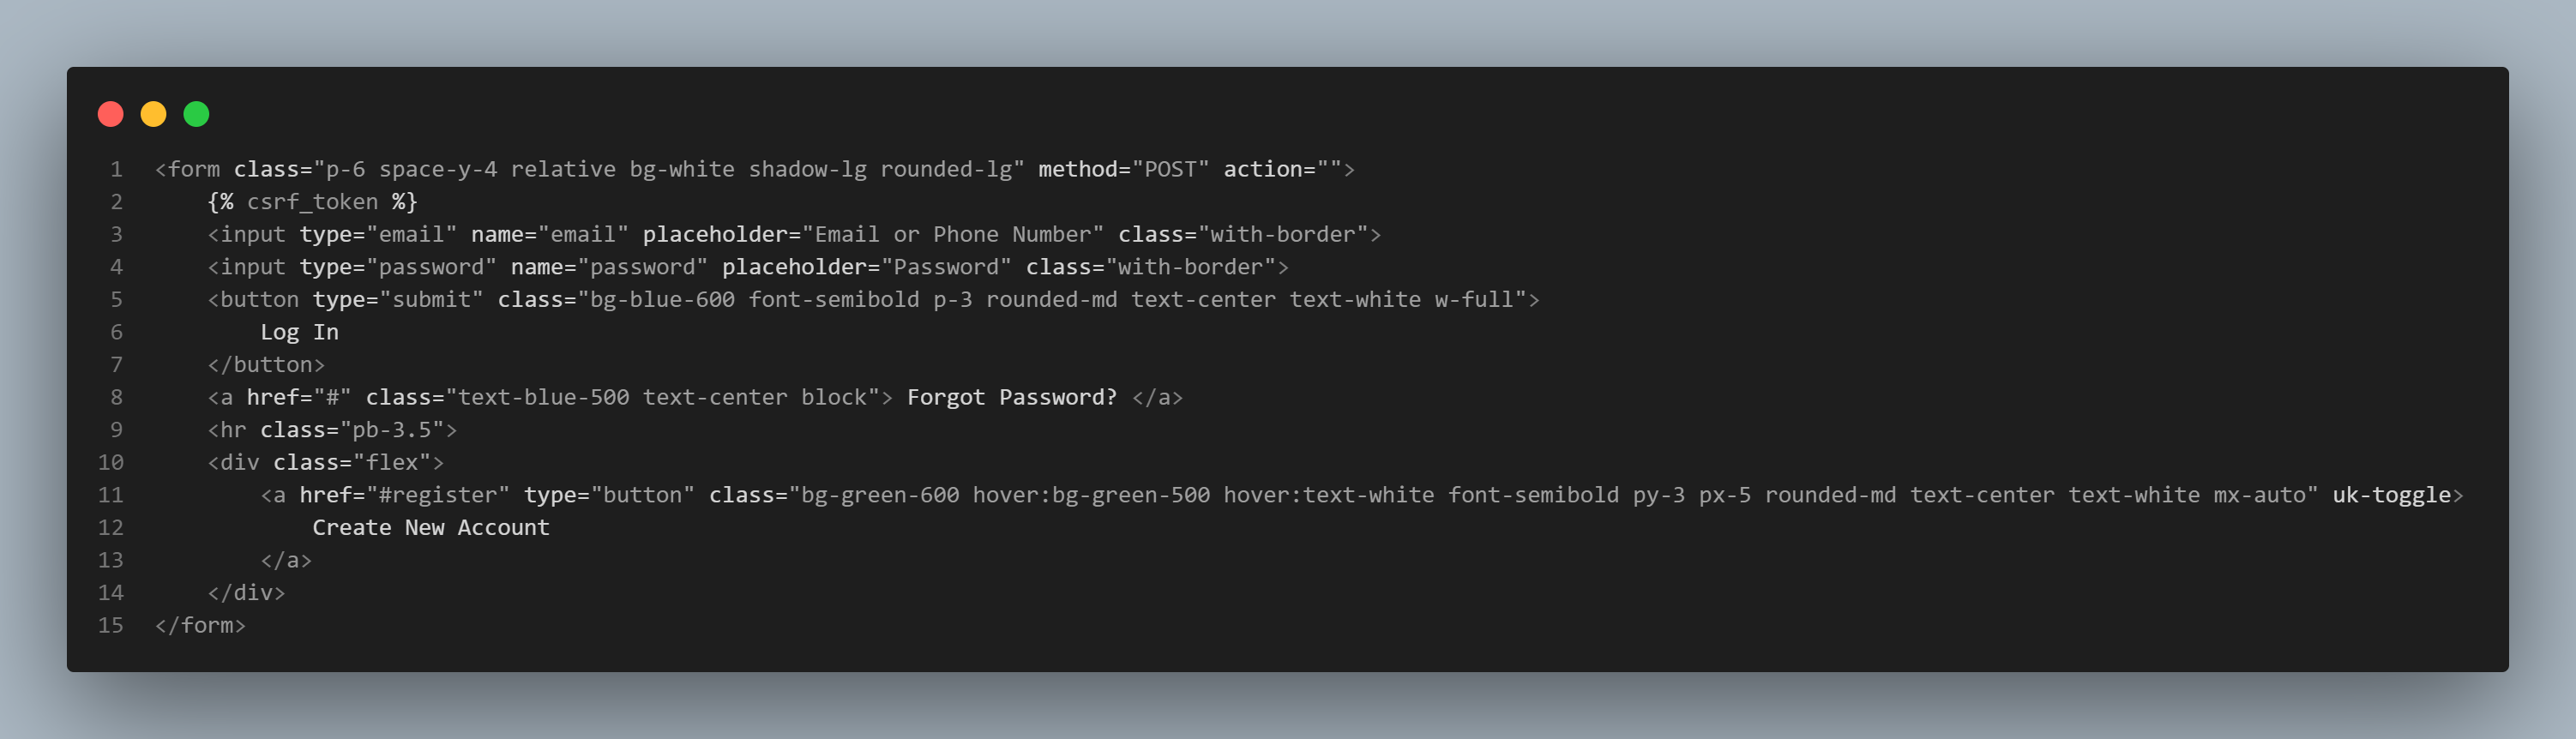 1 <form class="p-6 space-y-4 relative bg-white shadow-lg rounded-lg" method="POST" action="">
2     {% csrf_token %}
3     <input type="email" name="email" placeholder="Email or Phone Number" class="with-border">
4     <input type="password" name="password" placeholder="Password" class="with-border">
5     <button type="submit" class="bg-blue-600 font-semibold p-3 rounded-md text-center text-white w-full">
6         Log In
7     </button>
8     <a href="#" class="text-blue-500 text-center block"> Forgot Password? </a>
9     <hr class="pb-3.5">
10     <div class="flex">
11         <a href="#register" type="button" class="bg-green-600 hover:bg-green-500 hover:text-white font-semibold py-3 px-5 rounded-md text-center text-white mx-auto" uk-toggle>
12             Create New Account
13         </a>
14     </div>
15 </form>